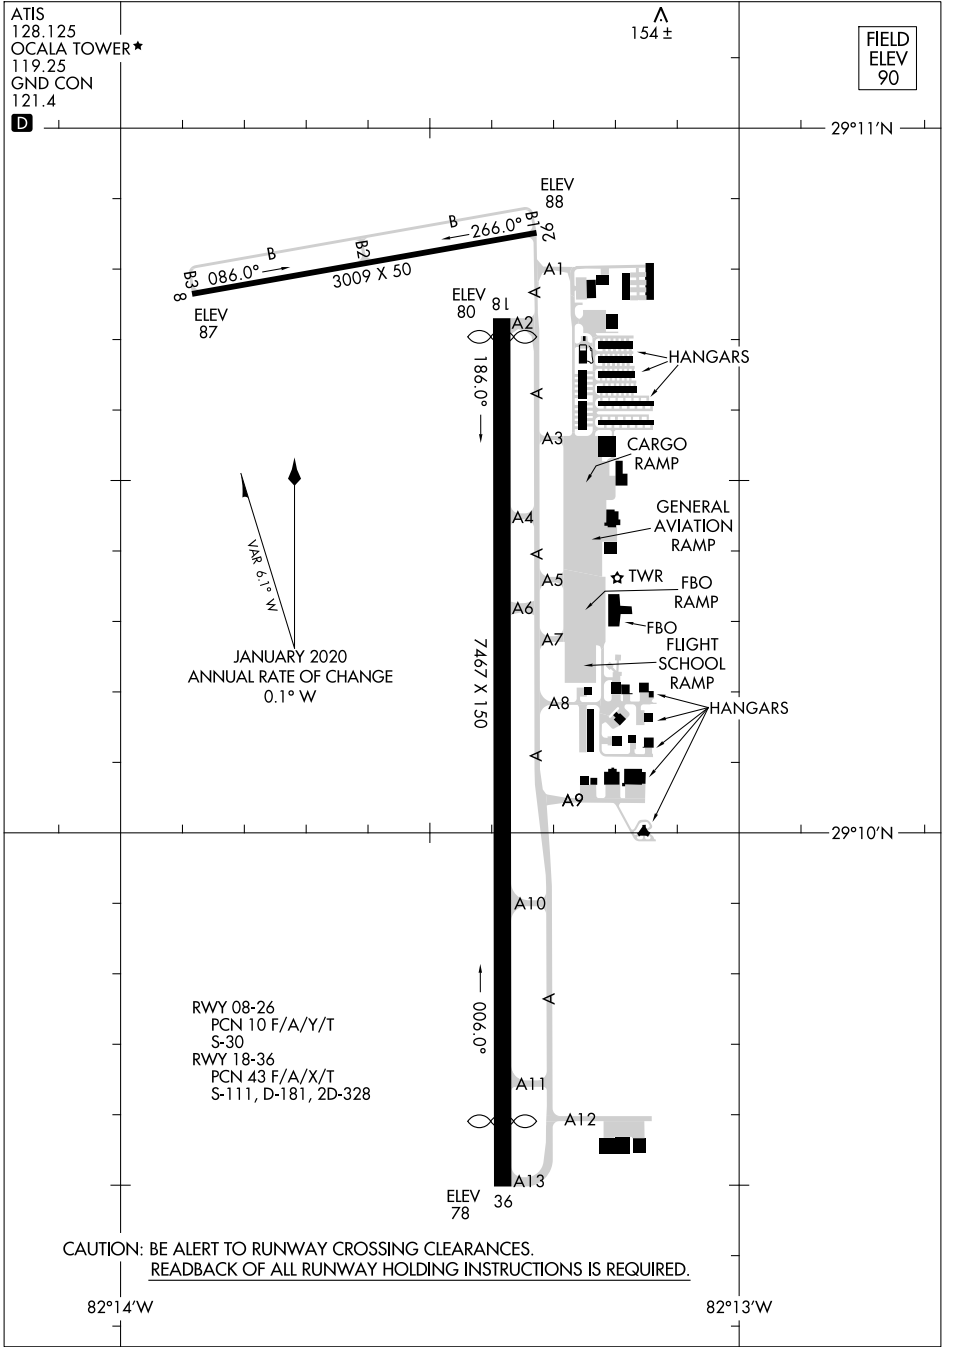 ATIS
128.125
OCALA TOWER★
119.25
GND CON
121.4
D
154 ±
FIELD
ELEV
90
29°11'N
ELEV
88
B
B
B1
26
266.0°
B2
B3
086.0°
3009 X 50
8
ELEV
87
A1
A
ELEV
80
18
A2
HANGARS
186.0°
A
A3
CARGO
RAMP
GENERAL
AVIATION
RAMP
A4
A
A5
TWR
FBO
RAMP
A6
FBO
A7
FLIGHT
SCHOOL
RAMP
VAR 6.1° W
JANUARY 2020
ANNUAL RATE OF CHANGE
0.1° W
7467 X 150
A8
HANGARS
A
A9
29°10'N
A10
A
006.0°
RWY 08-26
PCN 10 F/A/Y/T
S-30
RWY 18-36
PCN 43 F/A/X/T
S-111, D-181, 2D-328
A11
A12
A13
ELEV
78
36
CAUTION: BE ALERT TO RUNWAY CROSSING CLEARANCES.
READBACK OF ALL RUNWAY HOLDING INSTRUCTIONS IS REQUIRED.
82°14'W
82°13'W